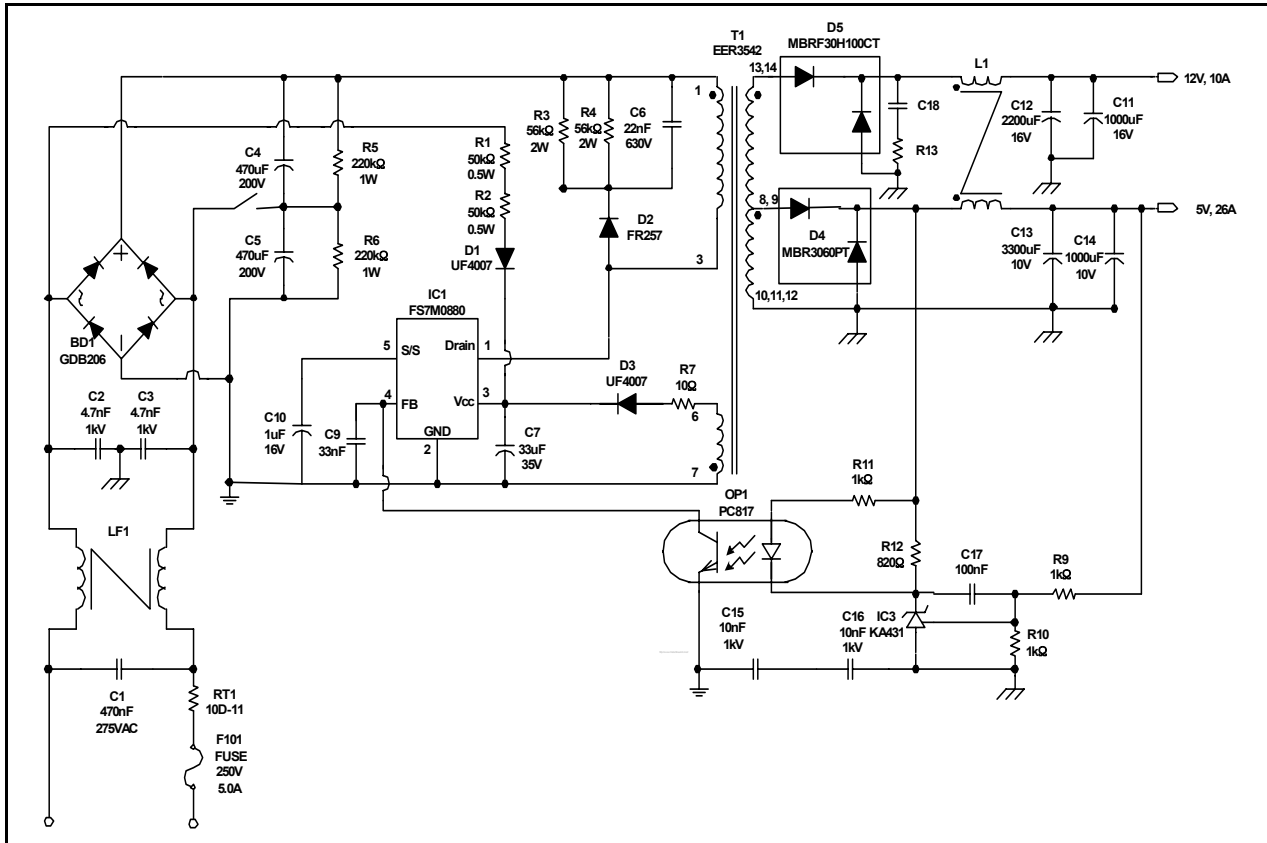 T1
EER3542
D5
MBRF30H100CT
13,14
L1
12V, 10A
1
C18
C12
2200uF
16V
C11
1000uF
16V
R13
R3
56kΩ
2W
R4
56kΩ
2W
C6
22nF
630V
C4
470uF
200V
R5
220kΩ
1W
R1
50kΩ
0.5W
R2
50kΩ
0.5W
C5
470uF
200V
R6
220kΩ
1W
D1
UF4007
D2
FR257
3
8, 9
D4
MBR3060PT
5V, 26A
C13
3300uF
10V
C14
1000uF
10V
10,11,12
BD1
GDB206
IC1
FS7M0880
5
S/S
Drain
1
4
FB
Vcc
3
GND
2
D3
UF4007
R7
10Ω
6
7
C2
4.7nF
1kV
C3
4.7nF
1kV
C10
1uF
16V
C9
33nF
C7
33uF
35V
LF1
OP1
PC817
R11
1kΩ
R12
820Ω
C17
100nF
R9
1kΩ
C15
10nF
1kV
C16
10nF
1kV
IC3
KA431
R10
1kΩ
C1
470nF
275VAC
RT1
10D-11
F101
FUSE
250V
5.0A